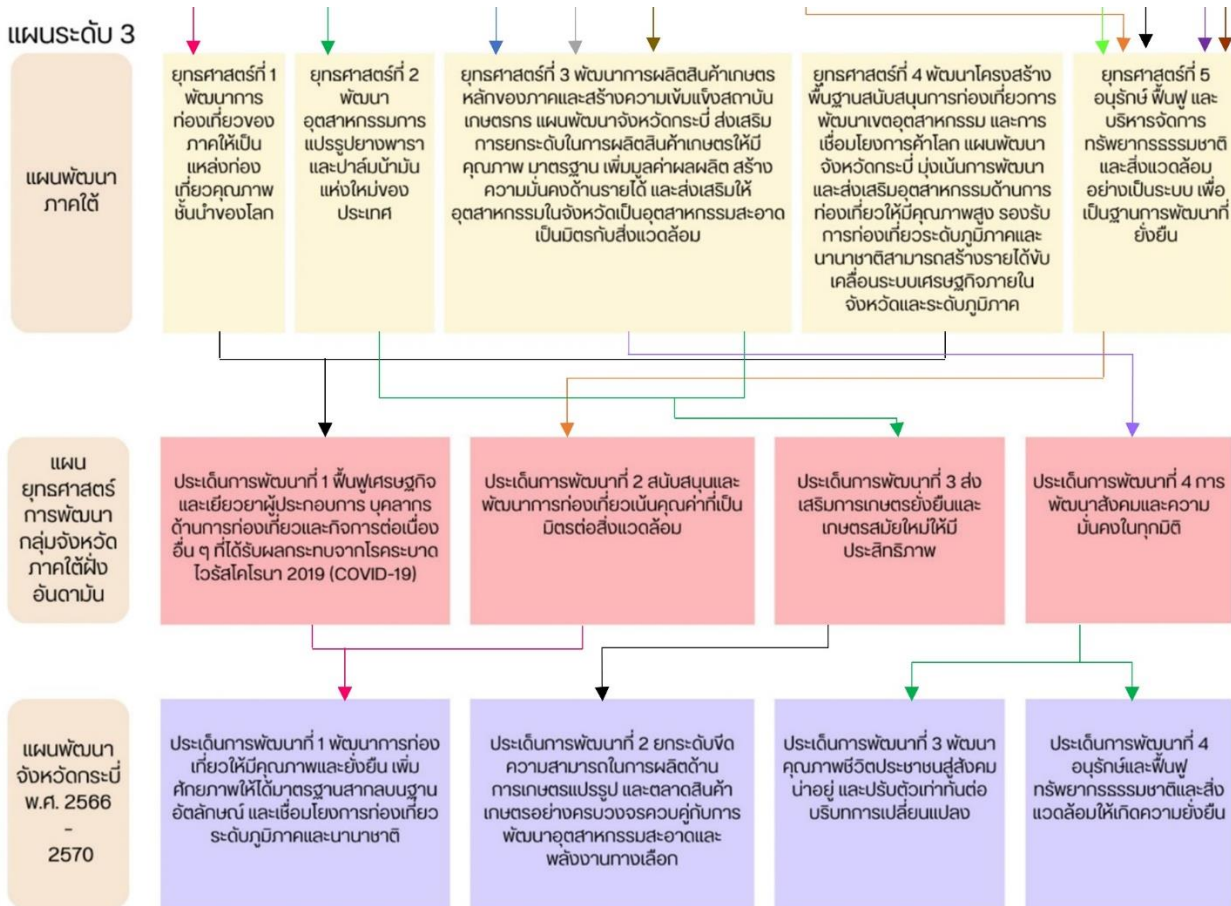 แผนระดับ 3
แผนพัฒนา
ภาคใต้
ยุทธศาสตร์ที่ 1
พัฒนาการ
ท่องเที่ยวของ
ภาคให้เป็น
แหล่งท่อง
เที่ยวคุณภาพ
ชั้นนำของโลก
ยุทธศาสตร์ที่ 2
พัฒนา
อุตสาหกรรมการ
แปรรูปยางพารา
และปาล์มน้ำมัน
แห่งใหม่ของ
ประเทศ
ยุทธศาสตร์ที่ 3 พัฒนาการผลิตสินค้าเกษตร
หลักของภาคและสร้างความเข้มแข็งสถาบัน
เกษตรกร แผนพัฒนาจังหวัดกระบี่ ส่งเสริม
การยกระดับในการผลิตสินค้าเกษตรให้มี
คุณภาพ มาตรฐาน เพิ่มมูลค่าผลผลิต สร้าง
ความมั่นคงด้านรายได้ และส่งเสริมให้
อุตสาหกรรมในจังหวัดเป็นอุตสาหกรรมสะอาด
เป็นมิตรกับสิ่งแวดล้อม
ยุทธศาสตร์ที่ 4 พัฒนาโครงสร้าง
พื้นฐานสนับสนุนการท่องเที่ยวการ
พัฒนาเขตอุตสาหกรรม และการ
เชื่อมโยงการค้าโลก แผนพัฒนา
จังหวัดกระบี่ มุ่งเน้นการพัฒนา
และส่งเสริมอุตสาหกรรมด้านการ
ท่องเที่ยวให้มีคุณภาพสูง รองรับ
การท่องเที่ยวระดับภูมิภาคและ
นานาชาติสามารถสร้างรายได้ขับ
เคลื่อนระบบเศรษฐกิจภายใน
จังหวัดและระดับภูมิภาค
ยุทธศาสตร์ที่ 5
อนุรักษ์ ฟื้นฟู และ
บริหารจัดการ
ทรัพยากรธรรมชาติ
และสิ่งแวดล้อม
อย่างเป็นระบบ เพื่อ
เป็นฐานการพัฒนาที่
ยั่งยืน
แผน
ยุทธศาสตร์
การพัฒนา
กลุ่มจังหวัด
ภาคใต้ฝั่ง
อันดามัน
ประเด็นการพัฒนาที่ 1 ฟื้นฟูเศรษฐกิจ
และเยียวยาผู้ประกอบการ บุคลากร
ด้านการท่องเที่ยวและกิจการต่อเนื่อง
อื่น ๆ ที่ได้รับผลกระทบจากโรคระบาด
ไวรัสโคโรนา 2019 (COVID-19)
ประเด็นการพัฒนาที่ 2 สนับสนุนและ
พัฒนาการท่องเที่ยวเน้นคุณค่าที่เป็น
มิตรต่อสิ่งแวดล้อม
ประเด็นการพัฒนาที่ 3 ส่ง
เสริมการเกษตรยั่งยืนและ
เกษตรสมัยใหม่ให้มี
ประสิทธิภาพ
ประเด็นการพัฒนาที่ 4 การ
พัฒนาสังคมและความ
มั่นคงในทุกมิติ
แผนพัฒนา
จังหวัดกระบี่
พ.ศ. 2566
-
2570
ประเด็นการพัฒนาที่ 1 พัฒนาการท่อง
เที่ยวให้มีคุณภาพและยั่งยืน เพิ่ม
ศักยภาพให้ได้มาตรฐานสากลบนฐาน
อัตลักษณ์ และเชื่อมโยงการท่องเที่ยว
ระดับภูมิภาคและนานาชาติ
ประเด็นการพัฒนาที่ 2 ยกระดับขีด
ความสามารถในการผลิตด้าน
การเกษตรแปรรูป และตลาดสินค้า
เกษตรอย่างครบวงจรควบคู่กับการ
พัฒนาอุตสาหกรรมสะอาดและ
พลังงานทางเลือก
ประเด็นการพัฒนาที่ 3 พัฒนา
คุณภาพชีวิตประชาชนสู่สังคม
น่าอยู่ และปรับตัวเท่าทันต่อ
บริบทการเปลี่ยนแปลง
ประเด็นการพัฒนาที่ 4
อนุรักษ์และฟื้นฟู
ทรัพยากรธรรมชาติและสิ่ง
แวดล้อมให้เกิดความยั่งยืน